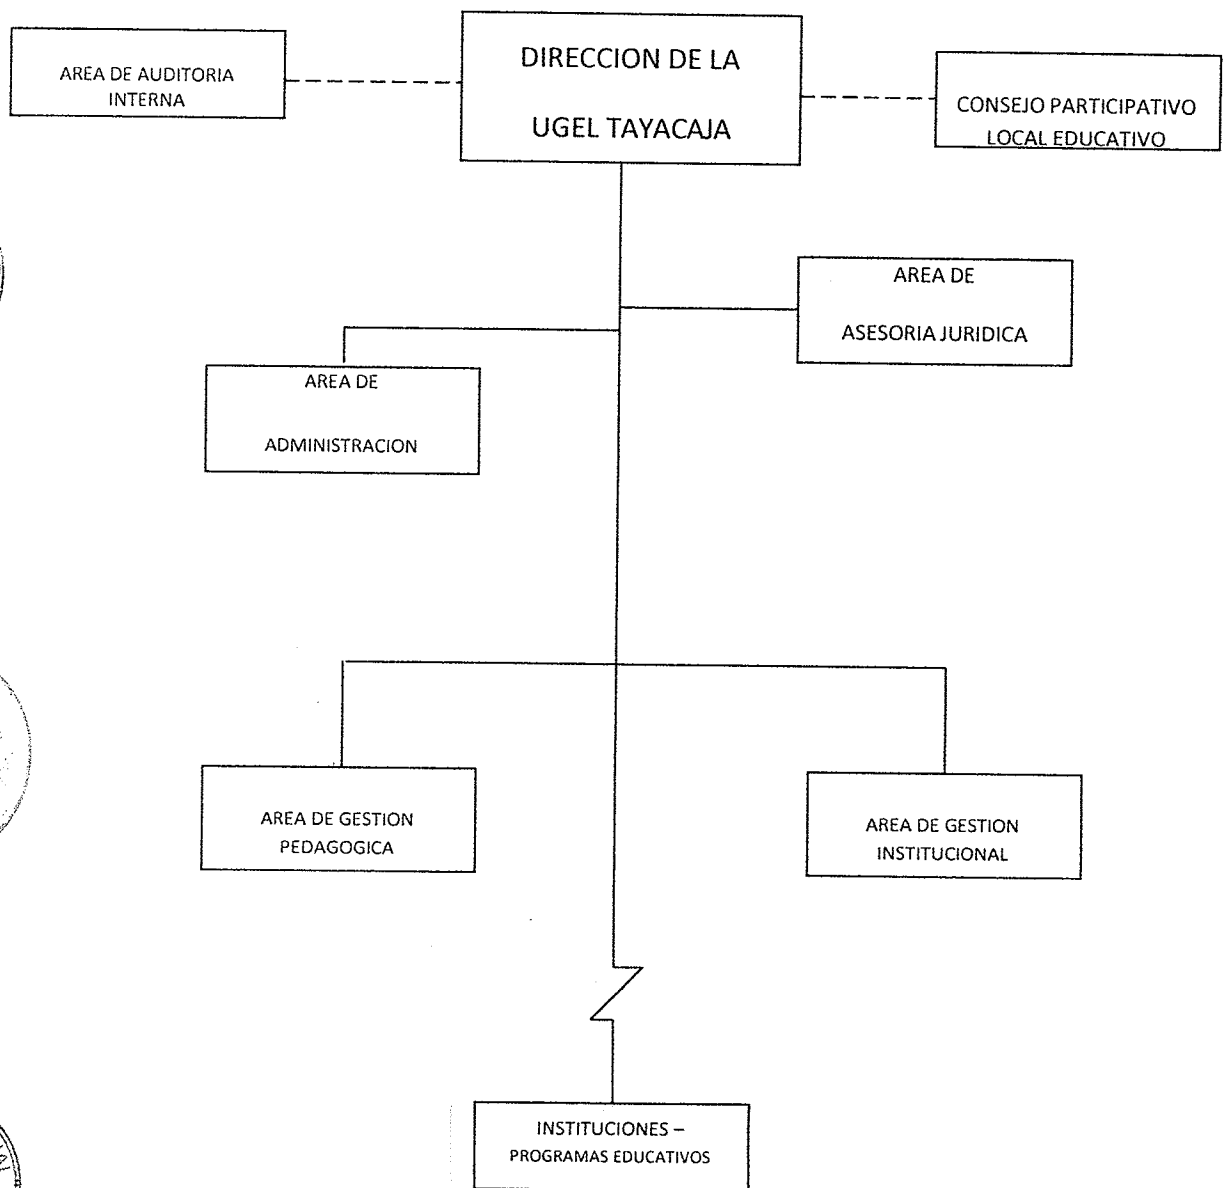 DIRECCION DE LA
UGEL TAYACAJA
AREA DE AUDITORIA
INTERNA
CONSEJO PARTICIPATIVO
LOCAL EDUCATIVO
AREA DE
ASESORIA JURIDICA
AREA DE
ADMINISTRACION
AREA DE GESTION
PEDAGOGICA
AREA DE GESTION
INSTITUCIONAL
INSTITUCIONES –
PROGRAMAS EDUCATIVOS